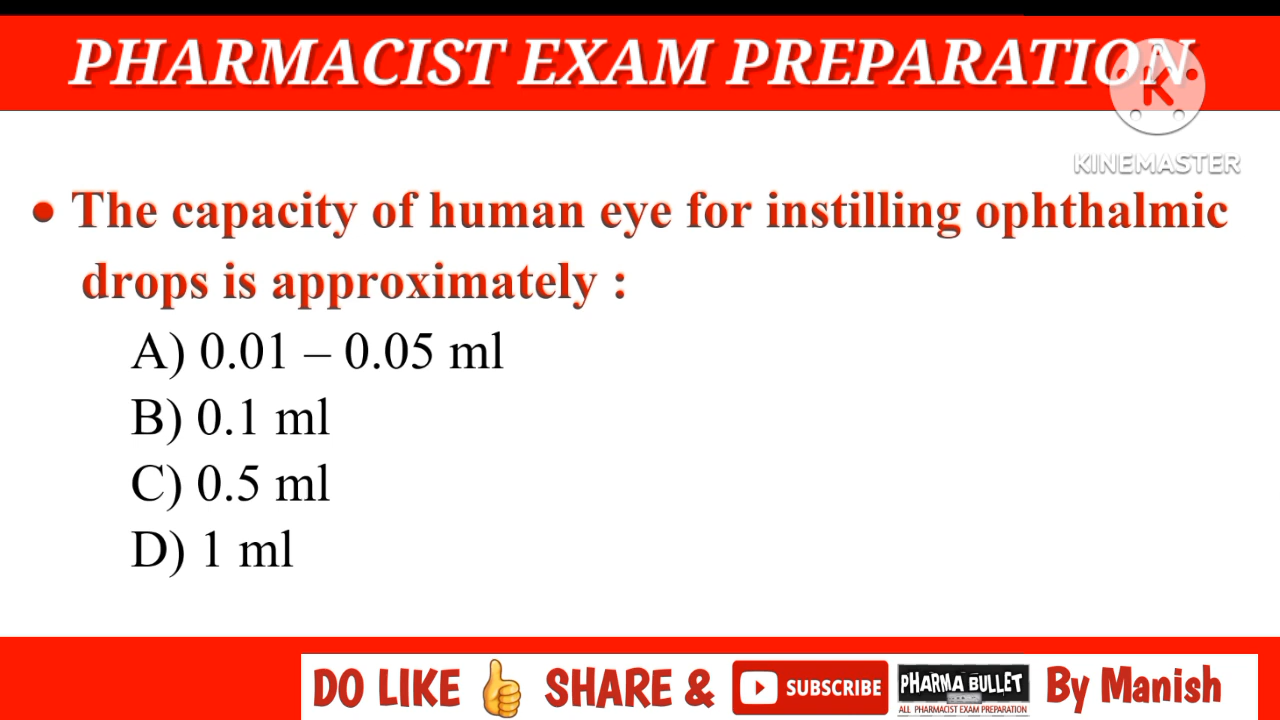 PHARMACIST EXAM PREPARATION
KINEMASTER
• The capacity of human eye for instilling ophthalmic
drops is approximately :
A) 0.01 – 0.05 ml
B) 0.1 ml
C) 0.5 ml
D) 1 ml
DO LIKE 👍 SHARE & SUBSCRIBE PHARMA BULLET By Manish
ALL PHARMACIST EXAM PREPARATION